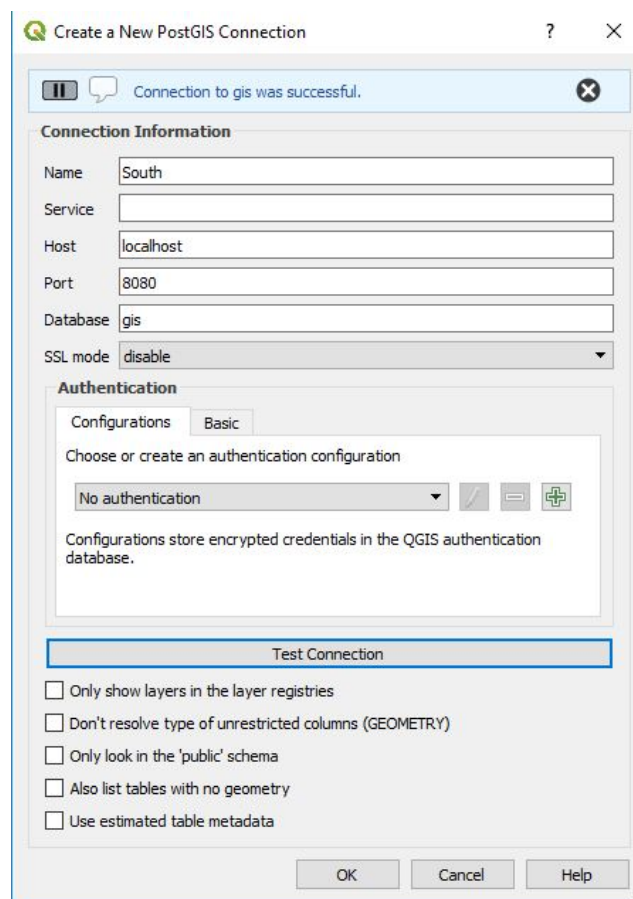 Create a New PostGIS Connection
Connection to gis was successful.
Connection Information
Name South
Service
Host localhost
Port 8080
Database gis
SSL mode disable
Authentication
Configurations Basic
Choose or create an authentication configuration
No authentication
Configurations store encrypted credentials in the QGIS authentication
database.
Test Connection
Only show layers in the layer registries
Don't resolve type of unrestricted columns (GEOMETRY)
Only look in the 'public' schema
Also list tables with no geometry
Use estimated table metadata
OK Cancel Help